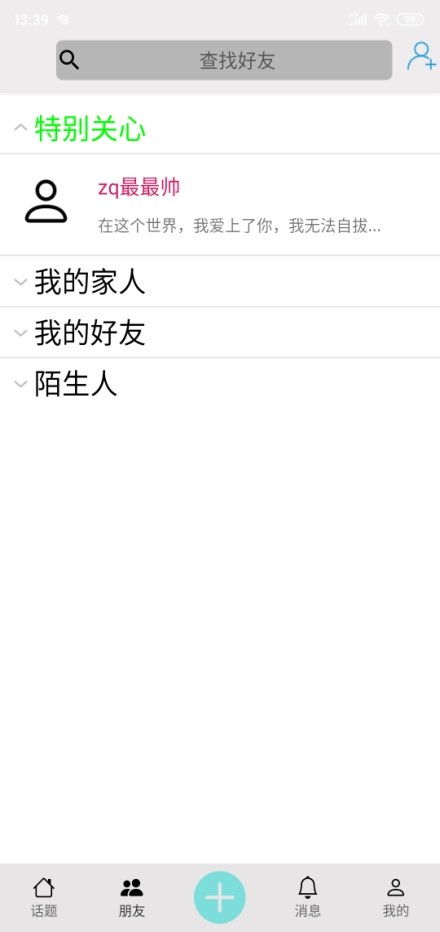 13:39
查找好友
特别关心
zq最最帅
在这个世界，我爱上了你，我无法自拔...
我的家人
我的好友
陌生人
话题
朋友
消息
我的